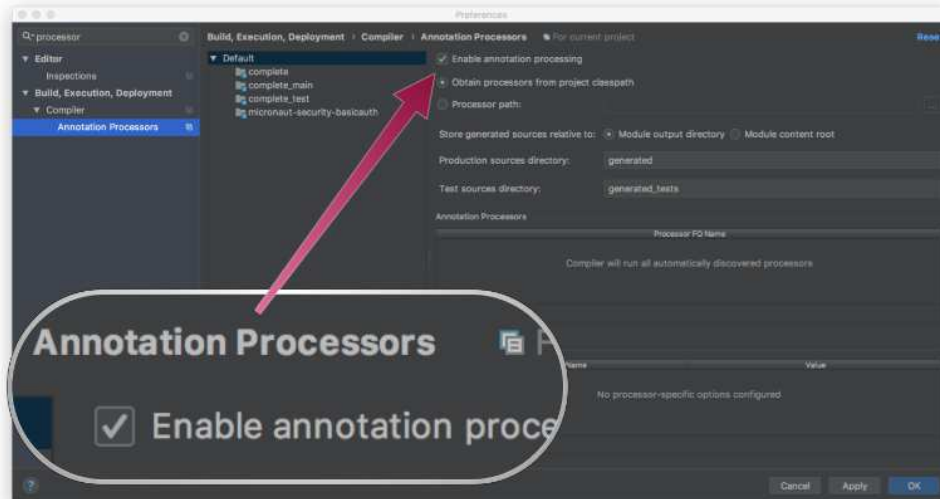 Preferences
processor
Build, Execution, Deployment › Compiler › Annotation Processors For current project
Rese
Editor
Inspections
Build, Execution, Deployment
Compiler
Annotation Processors
Default
complete
complete_main
complete_test
micronaut-security-basicauth
Enable annotation processing
Obtain processors from project classpath
Processor path:
...
Store generated sources relative to: Module output directory Module content root
Production sources directory: generated
Test sources directory: generated_tests
Annotation Processors
Processor FQ Name
Compiler will run all automatically discovered processors
Name Value
No processor-specific options configured
Annotation Processors F
Enable annotation proce
?
Cancel Apply OK